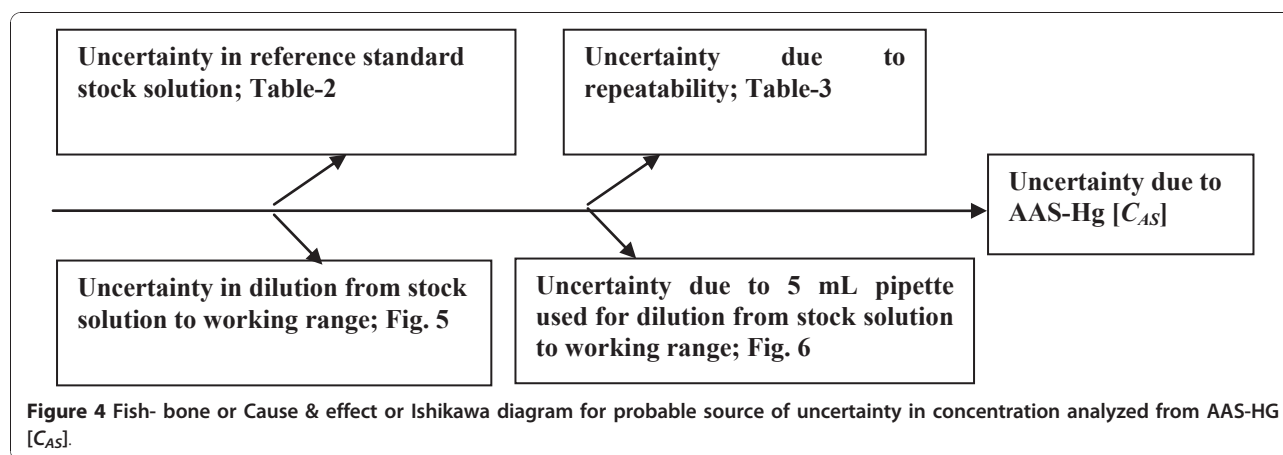 Uncertainty in reference standard
stock solution; Table-2
Uncertainty due to
repeatability; Table-3
Uncertainty due to
AAS-Hg [CAS]
Uncertainty in dilution from stock
solution to working range; Fig. 5
Uncertainty due to 5 mL pipette
used for dilution from stock solution
to working range; Fig. 6
Figure 4 Fish- bone or Cause & effect or Ishikawa diagram for probable source of uncertainty in concentration analyzed from AAS-HG
[CAS].